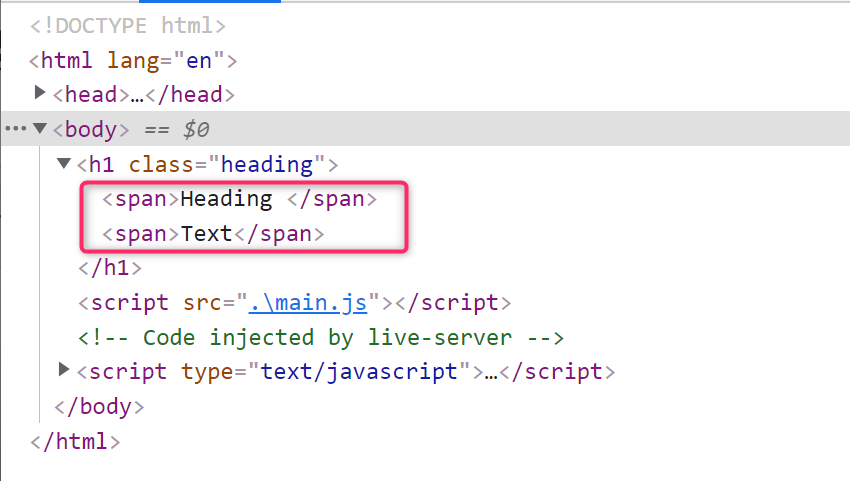 <!DOCTYPE html>
<html lang="en">
<head>…</head>
<body> == $0
<h1 class="heading">
<span>Heading </span>
<span>Text</span>
</h1>
<script src=".\main.js"></script>
<!-- Code injected by live-server -->
<script type="text/javascript">…</script>
</body>
</html>